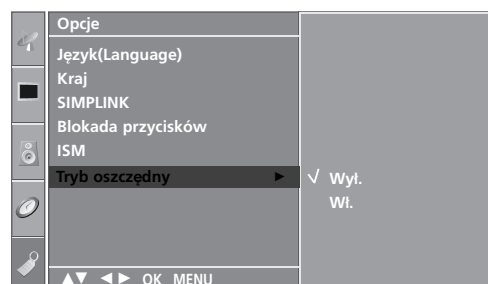 Opcje
Język(Language)
Kraj
SIMPLINK
Blokada przycisków
ISM
Tryb oszczędny ► √ Wył.
Wł.
▲▼ ◄► OK MENU